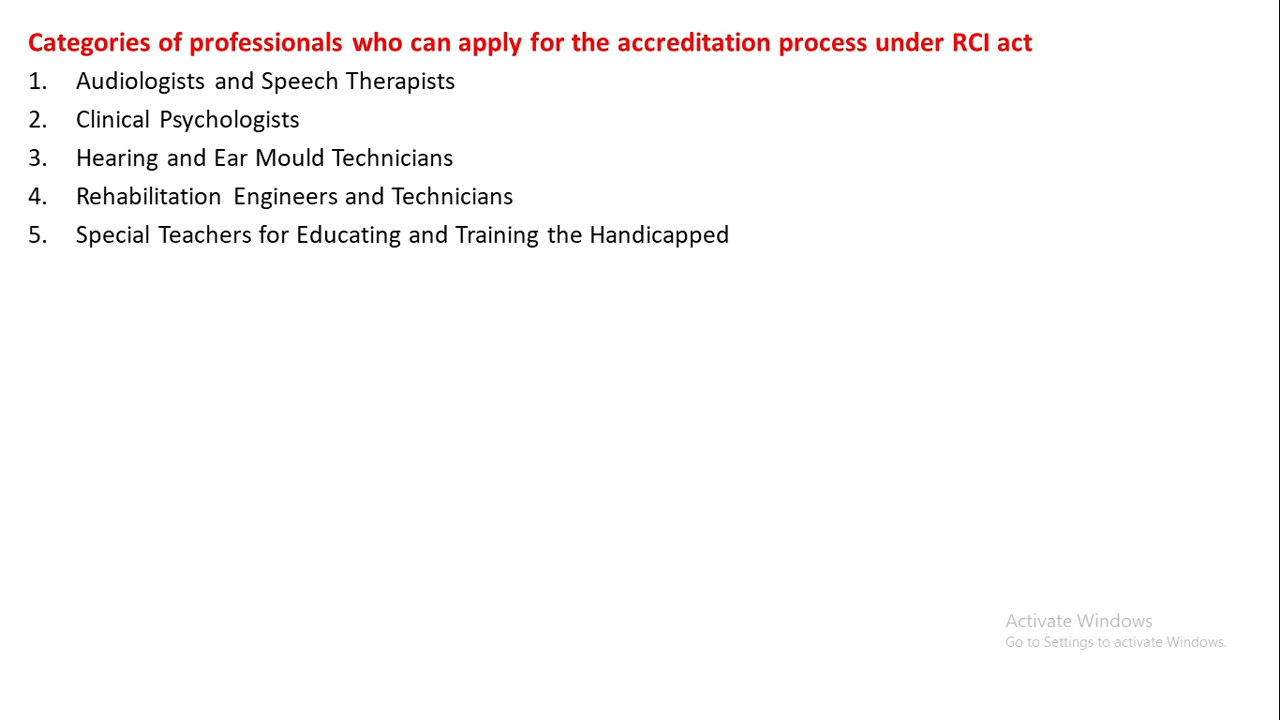 Categories of professionals who can apply for the accreditation process under RCI act
1. Audiologists and Speech Therapists
2. Clinical Psychologists
3. Hearing and Ear Mould Technicians
4. Rehabilitation Engineers and Technicians
5. Special Teachers for Educating and Training the Handicapped
Activate Windows
Go to Settings to activate Windows.